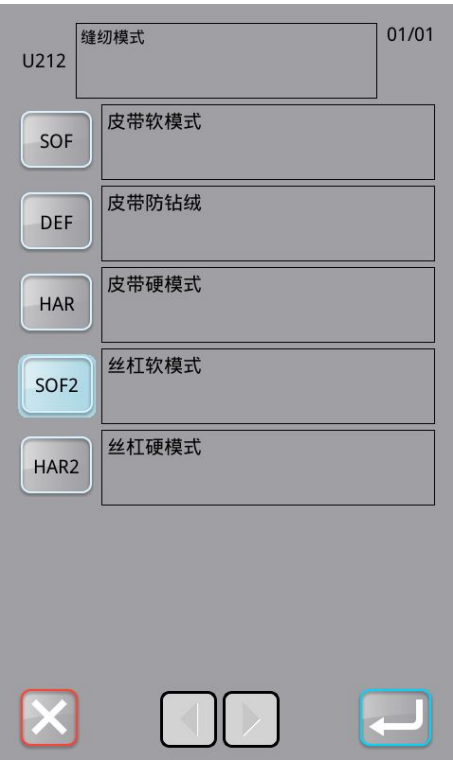 缝纫模式
01/01
U212
SOF
皮带软模式
DEF
皮带防钻绒
HAR
皮带硬模式
SOF2
丝杠软模式
HAR2
丝杠硬模式